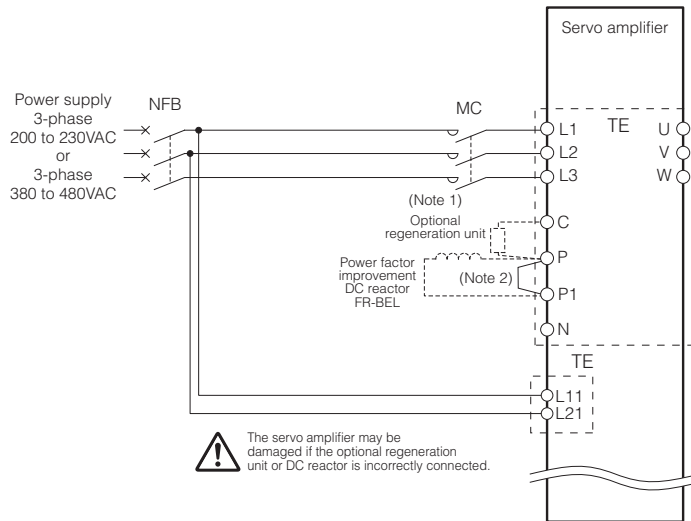 Servo amplifier
Power supply
3-phase
200 to 230VAC
or
3-phase
380 to 480VAC
NFB
MC
L1
TE
U
L2
V
L3
W
(Note 1)
Optional
regeneration unit
C
Power factor
improvement
DC reactor
FR-BEL
(Note 2)
P
P1
N
TE
L11
L21
The servo amplifier may be
damaged if the optional regeneration
unit or DC reactor is incorrectly connected.